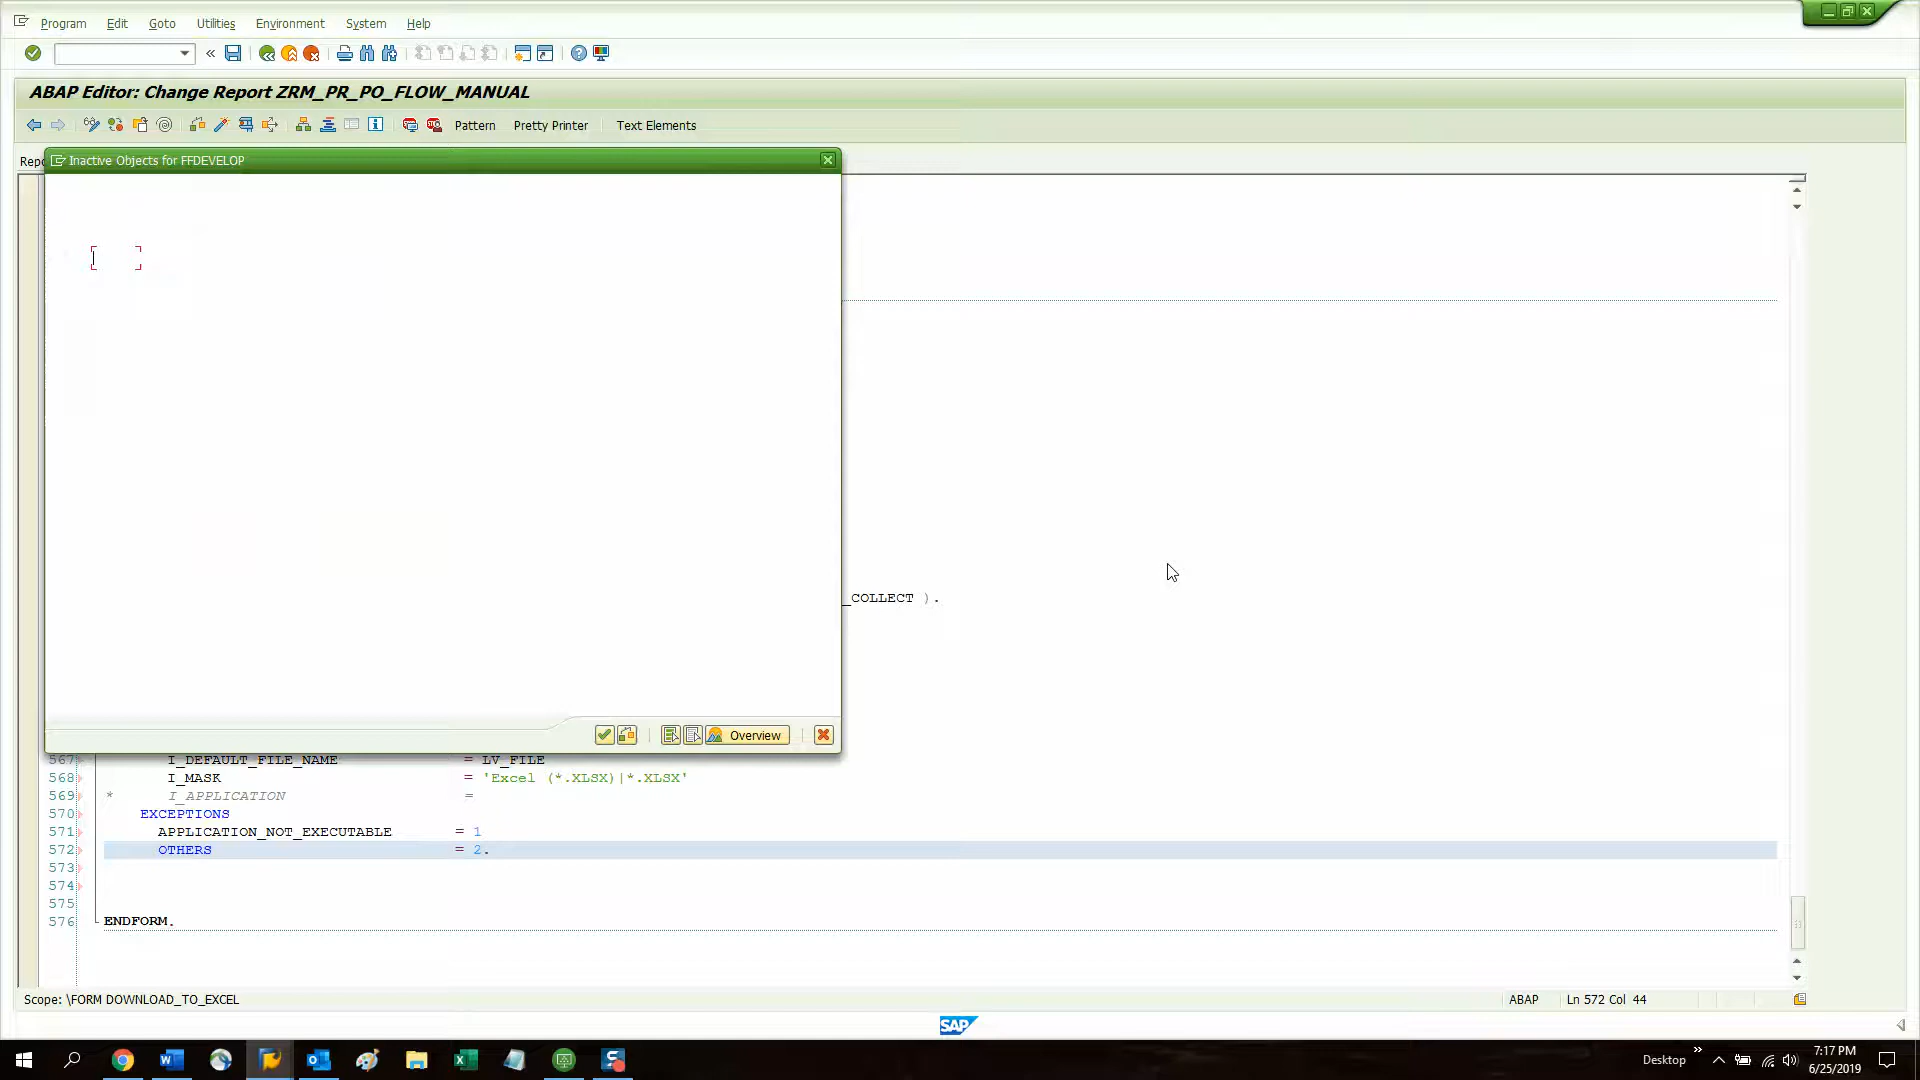 Program Edit Goto Utilities Environment System Help
ABAP Editor: Change Report ZRM_PR_PO_FLOW_MANUAL
Pattern Pretty Printer Text Elements
Repo
Inactive Objects for FFDEVELOP
_COLLECT ).
Overview
567 I_DEFAULT_FILE_NAME = LV_FILE
568 I_MASK = 'Excel (*.XLSX)|*.XLSX'
569 * I_APPLICATION =
570 EXCEPTIONS
571 APPLICATION_NOT_EXECUTABLE = 1
572 OTHERS = 2.
573
574
575
576 ENDFORM.
Scope: \FORM DOWNLOAD_TO_EXCEL ABAP Ln 572 Col 44
SAP
Desktop 7:17 PM
6/25/2019